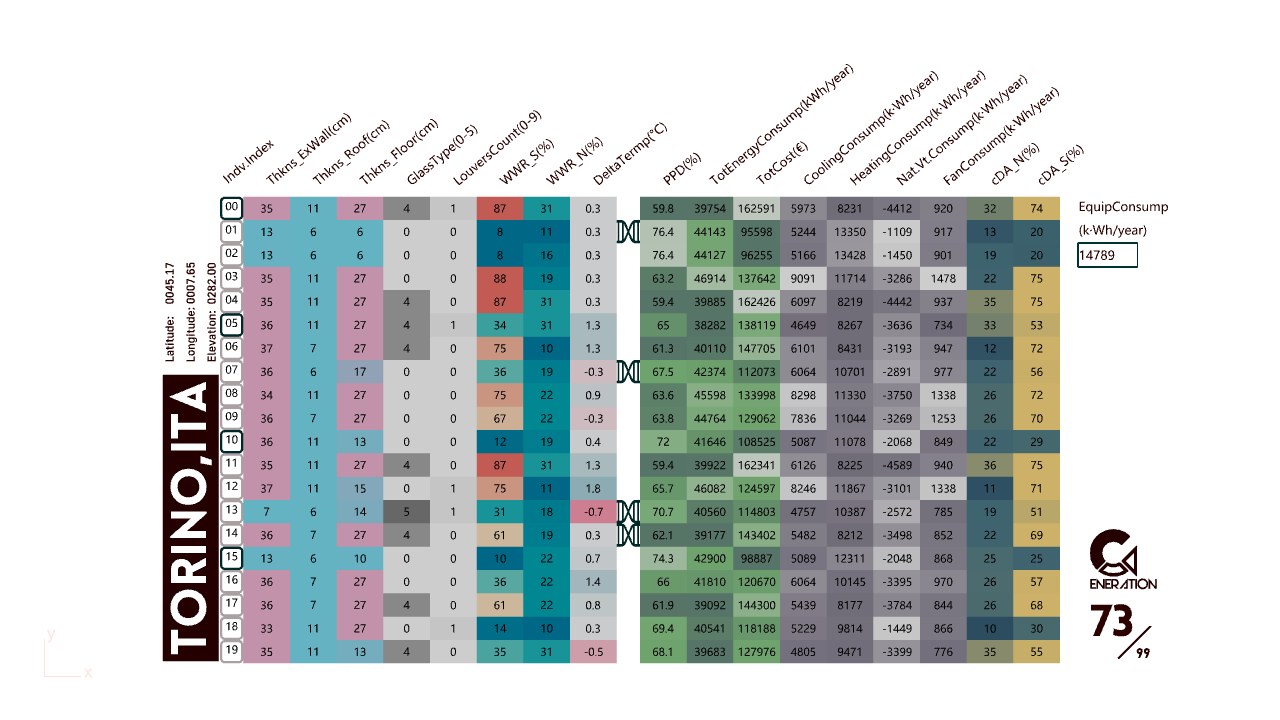 Indv.Index Thkns_ExWall(cm) Thkns_Roof(cm) Thkns_Floor(cm) GlassType(0-5) LouversCount(0-9) WWR_S(%) WWR_N(%) DeltaTermp(°C) PPD(%) TotEnergyConsump(kWh/year) TotCost(€) CoolingConsump(k·Wh/year) HeatingConsump(k·Wh/year) Nat.Vt.Consump(k·Wh/year) FanConsump(k·Wh/year) cDA_N(%) cDA_S(%)
00 35 11 27 4 1 87 31 0.3 59.8 39754 162591 5973 8231 -4412 920 32 74
01 13 6 6 0 0 8 11 0.3 76.4 44143 95598 5244 13350 -1109 917 13 20
02 13 6 6 0 0 8 16 0.3 76.4 44127 96255 5166 13428 -1450 901 19 20
03 35 11 27 0 0 88 19 0.3 63.2 46914 137642 9091 11714 -3286 1478 22 75
04 35 11 27 4 0 87 31 0.3 59.4 39885 162426 6097 8219 -4442 937 35 75
05 36 11 27 4 1 34 31 1.3 65 38282 138119 4649 8267 -3636 734 33 53
06 37 7 27 4 0 75 10 1.3 61.3 40110 147705 6101 8431 -3193 947 12 72
07 36 6 17 0 0 36 19 -0.3 67.5 42374 112073 6064 10701 -2891 977 22 56
08 34 11 27 0 0 75 22 0.9 63.6 45598 133998 8298 11330 -3750 1338 26 72
09 36 7 27 0 0 67 22 -0.3 63.8 44764 129062 7836 11044 -3269 1253 26 70
10 36 11 13 0 0 12 19 0.4 72 41646 108525 5087 11078 -2068 849 22 29
11 35 11 27 4 0 87 31 1.3 59.4 39922 162341 6126 8225 -4589 940 36 75
12 37 11 15 0 1 75 11 1.8 65.7 46082 124597 8246 11867 -3101 1338 11 71
13 7 6 14 5 1 31 18 -0.7 70.7 40560 114803 4757 10387 -2572 785 19 51
14 36 7 27 4 0 61 19 0.3 62.1 39177 143402 5482 8212 -3498 852 22 69
15 13 6 10 0 0 10 22 0.7 74.3 42900 98887 5089 12311 -2048 868 25 25
16 36 7 27 0 0 36 22 1.4 66 41810 120670 6064 10145 -3395 970 26 57
17 36 7 27 4 0 61 22 0.8 61.9 39092 144300 5439 8177 -3784 844 26 68
18 33 11 27 0 1 14 10 0.3 69.4 40541 118188 5229 9814 -1449 866 10 30
19 35 11 13 4 0 35 31 -0.5 68.1 39683 127976 4805 9471 -3399 776 35 55
EquipConsump
(k·Wh/year)
14789
Latitude: 0045.17
Longitude: 0007.65
Elevation: 0282.00
TORINO,ITA
GENERATION
73/99
y
x